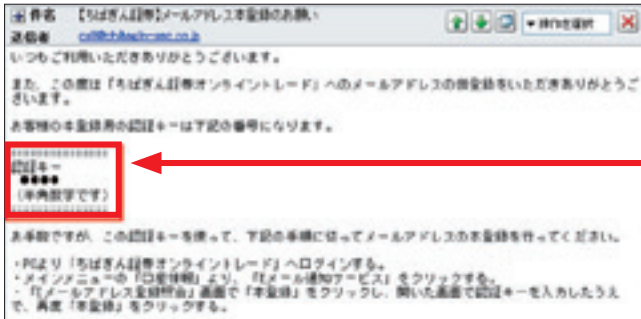 件名 【ちばぎん証券】メールアドレス本登録のお願い
送信者
いつもご利用いただきありがとうございます。
また、この度は「ちばぎん証券オンライントレード」へのメールアドレスの仮登録をいただきありがとうご
ざいます。
お客様の本登録用の認証キーは下記の番号になります。
****************
認証キー
●●●●
(半角数字です)
****************
お手数ですが、この認証キーを使って、下記の手順に従ってメールアドレスの本登録を行ってください。
・PCより「ちばぎん証券オンライントレード」へログインする。
・メインメニューの「口座情報」より、「Eメール通知サービス」をクリックする。
・「Eメールアドレス登録照会」画面で「本登録」をクリックし、開いた画面で認証キーを入力したうえ
で、再度「本登録」をクリックする。